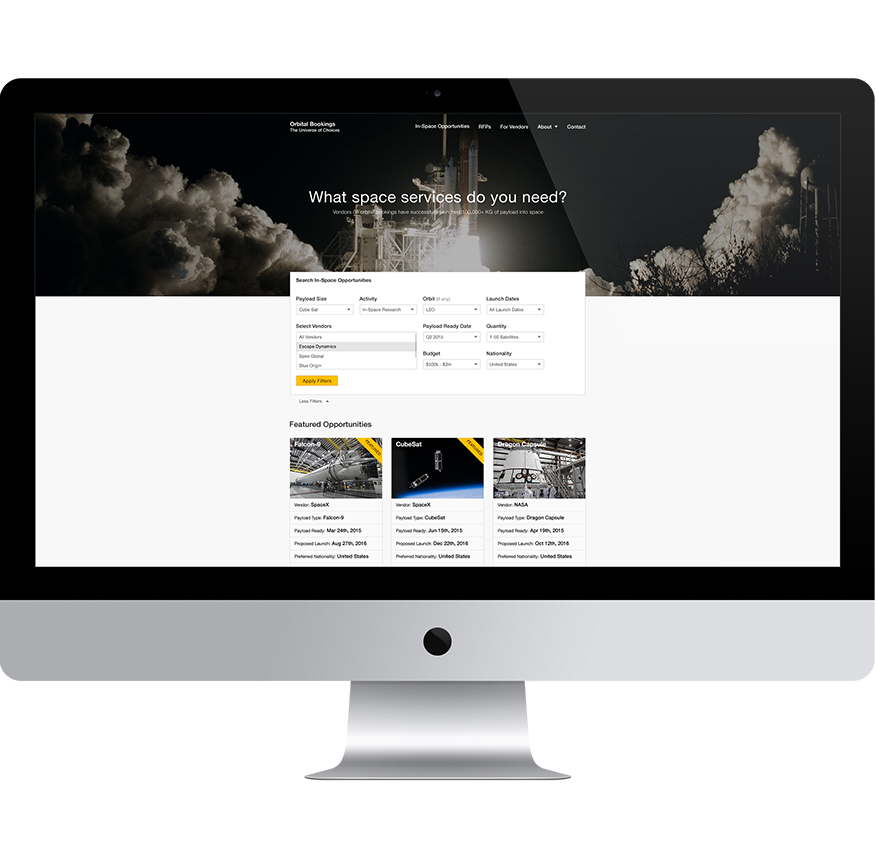 Orbital Bookings
The Universe of Choices
In-Space Opportunities RFPs For Vendors About Contact
What space services do you need?
Vendors orbital bookings have successfully launched 100,000+ KG of payload into space
Search In-Space Opportunities
Payload Size Activity Orbit (If any) Launch Dates
Cube Sat In-Space Research LEO All Launch Dates
Select Vendors Payload Ready Date Quantity
All Vendors Q2 2015 1-50 Satellites
Escape Dynamics
Spire Global Budget Nationality
Blue Origin $500k - $2m United States
Apply Filters
Less Filters
Featured Opportunities
Falcon-9 FEATURED CubeSat FEATURED Dragon Capsule
Vendor: SpaceX Vendor: SpaceX Vendor: NASA
Payload Type: Falcon-9 Payload Type: CubeSat Payload Type: Dragon Capsule
Payload Ready: Mar 24th, 2015 Payload Ready: Jun 15th, 2015 Payload Ready: Apr 19th, 2015
Proposed Launch: Aug 27th, 2016 Proposed Launch: Dec 22th, 2016 Proposed Launch: Oct 12th, 2016
Preferred Nationality: United States Preferred Nationality: United States Preferred Nationality: United States